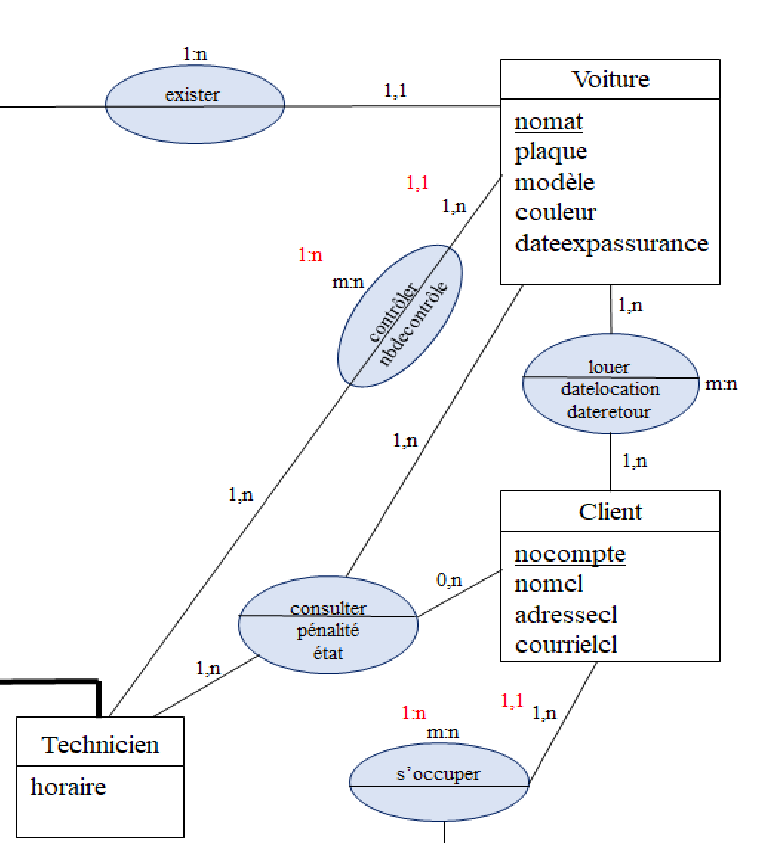 1:n
exister
1,1
Voiture
nomat
plaque
modèle
couleur
dateexpassurance
1,1
1,n
1:n
m:n
contrôler
nbdecontrôle
1,n
louer
datelocation
dateretour
m:n
1,n
1,n
1,n
Client
nocompte
nomcl
adressecl
courrielcl
0,n
consulter
pénalité
état
1,n
Technicien
horaire
1,1
1,n
1:n
m:n
s'occuper